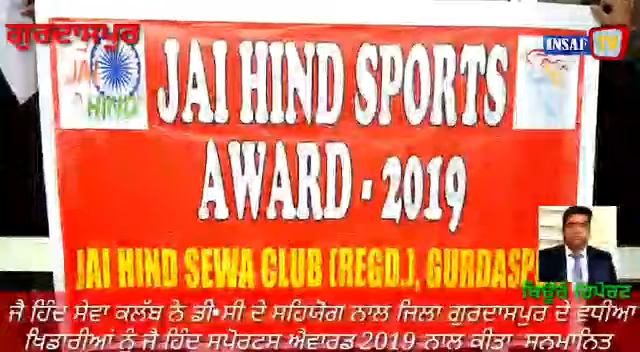 ਗੁਰਦਾਸਪੁਰ
INSAF TV
JAI
HIND
JAI HIND SPORTS
AWARD - 2019
JAI HIND SEWA CLUB (REGD.), GURDASP
ਬਿਊਰੋ ਰਿਪੋਰਟ
ਜੈ ਹਿੰਦ ਸੇਵਾ ਕਲੱਬ ਨੇ ਡੀ ਸੀ ਦੇ ਸਹਿਯੋਗ ਨਾਲ ਜਿਲਾ ਗੁਰਦਾਸਪੁਰ ਦੇ ਵਧੀਆ
ਖਿਡਾਰੀਆਂ ਨੂੰ ਜੈ ਹਿੰਦ ਸਪੋਰਟਸ ਐਵਾਰਡ 2019 ਨਾਲ ਕੀਤਾ ਸਨਮਾਨਿਤ